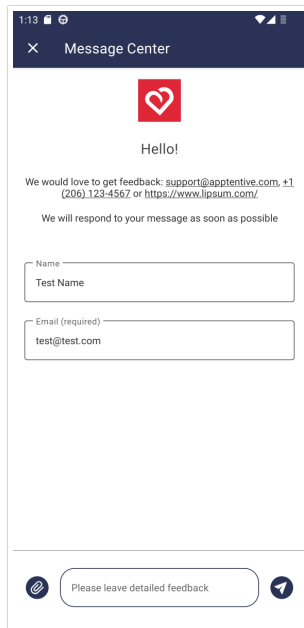 1:13
Message Center
Hello!
We would love to get feedback: support@apptentive.com, +1
(206) 123-4567 or https://www.lipsum.com/
We will respond to your message as soon as possible
Name
Test Name
Email (required)
test@test.com
Please leave detailed feedback